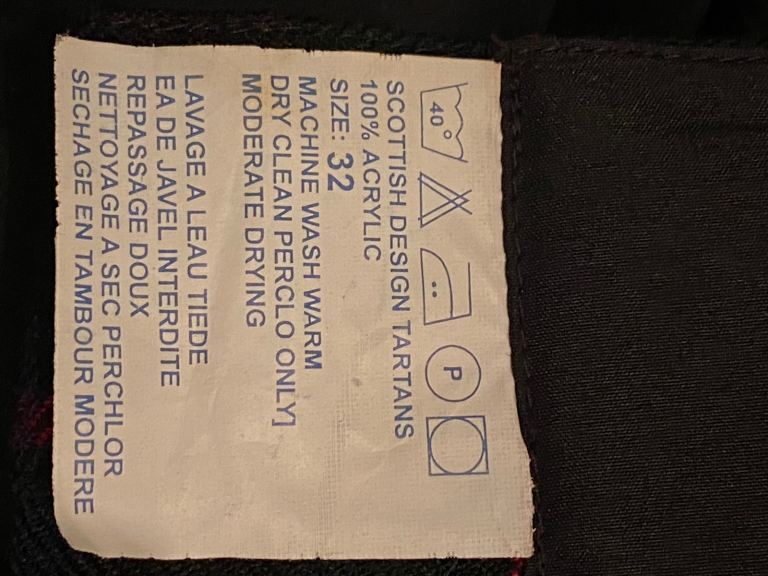 40°
P
SCOTTISH DESIGN TARTANS
100% ACRYLIC
SIZE: 32
MACHINE WASH WARM
DRY CLEAN PERCLO ONLY]
MODERATE DRYING
LAVAGE A LEAU TIEDE
EA DE JAVEL INTERDITE
REPASSAGE DOUX
NETTOYAGE A SEC PERCHLOR
SECHAGE EN TAMBOUR MODERE